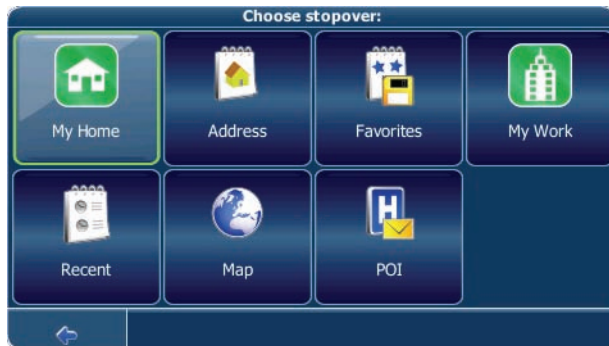 Choose stopover:
My Home
Address
Favorites
My Work
Recent
Map
POI